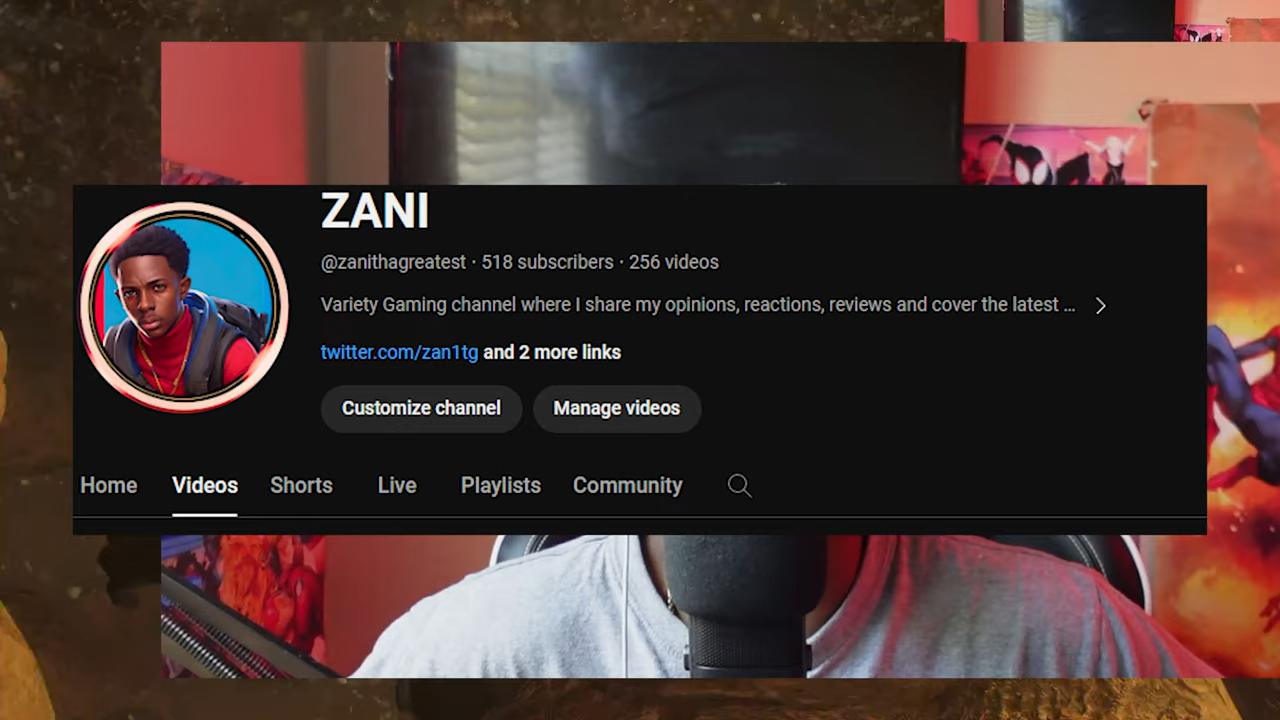 ZANI
@zanithagreatest · 518 subscribers · 256 videos
Variety Gaming channel where I share my opinions, reactions, reviews and cover the latest ...
twitter.com/zan1tg and 2 more links
Customize channel Manage videos
Home Videos Shorts Live Playlists Community